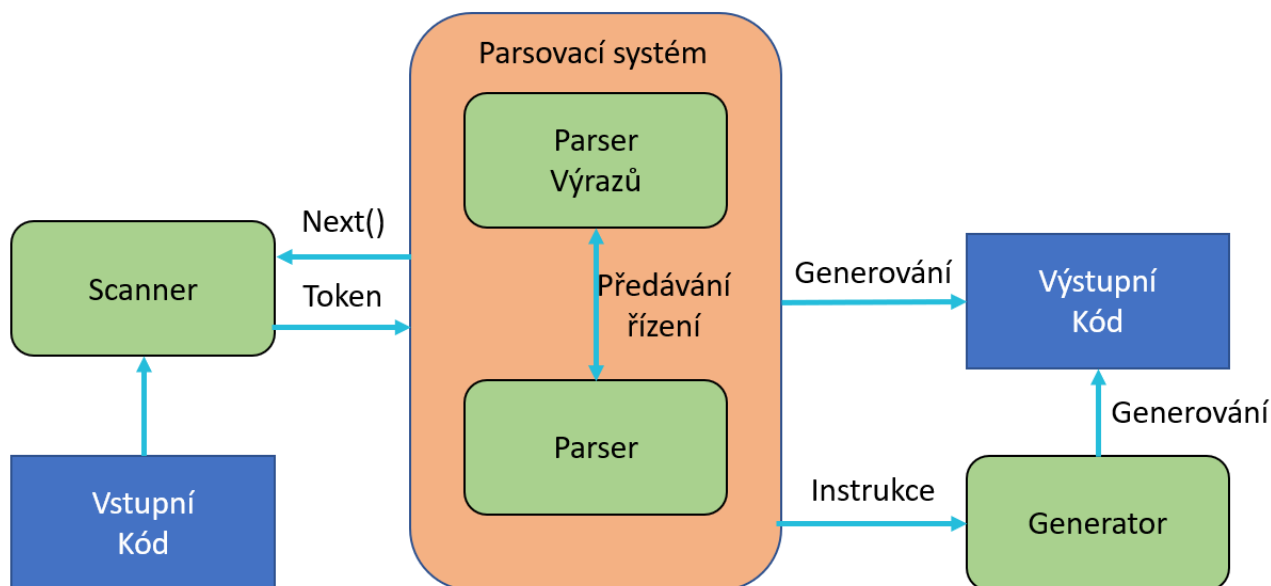 Parsovací systém
Parser
Výrazů
Next()
Scanner
Token
Předávání
řízení
Generování
Výstupní
Kód
Parser
Generování
Vstupní
Kód
Instrukce
Generator